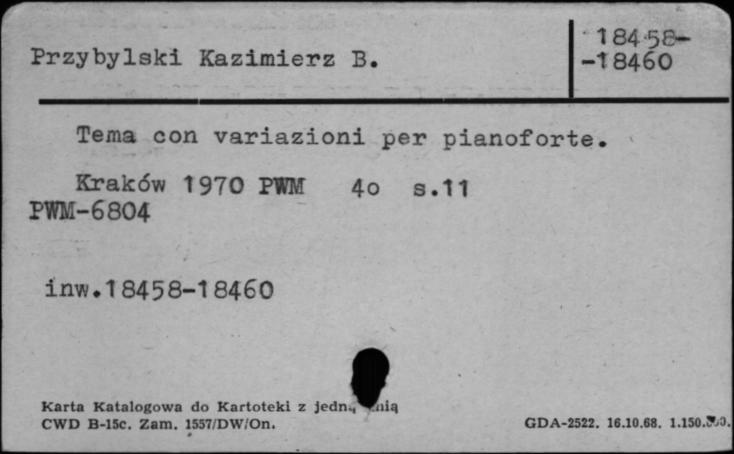 Przybylski Kazimierz B.
18458-
-18460
Tema con variazioni per pianoforte.
Kraków 1970 PWM 4o s.11
PWM-6804
inw.18458-18460
Karta Katalogowa do Kartoteki z
CWD B-15c. Zam. 1557/DW/On.
GDA-2522. 16.10.68.